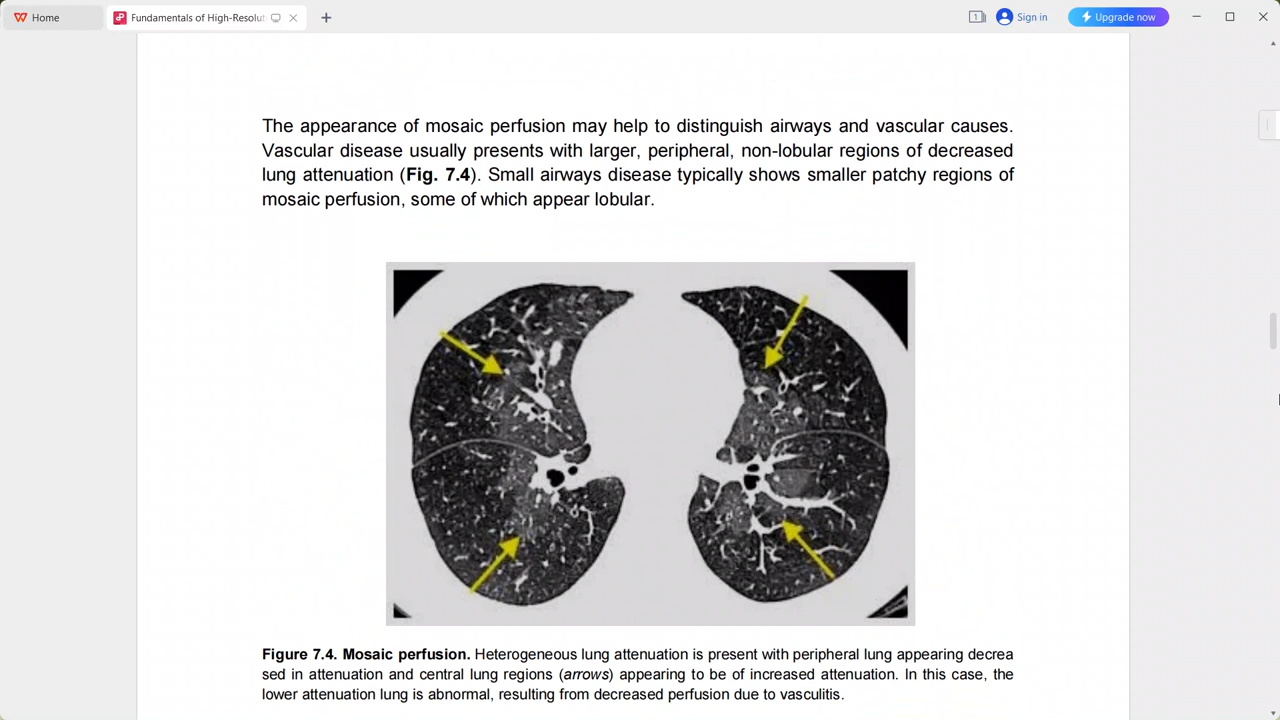 Home
Fundamentals of High-Resolut
1
Sign in
Upgrade now
The appearance of mosaic perfusion may help to distinguish airways and vascular causes.
Vascular disease usually presents with larger, peripheral, non-lobular regions of decreased
lung attenuation (Fig. 7.4). Small airways disease typically shows smaller patchy regions of
mosaic perfusion, some of which appear lobular.
Figure 7.4. Mosaic perfusion. Heterogeneous lung attenuation is present with peripheral lung appearing decrea
sed in attenuation and central lung regions (arrows) appearing to be of increased attenuation. In this case, the
lower attenuation lung is abnormal, resulting from decreased perfusion due to vasculitis.